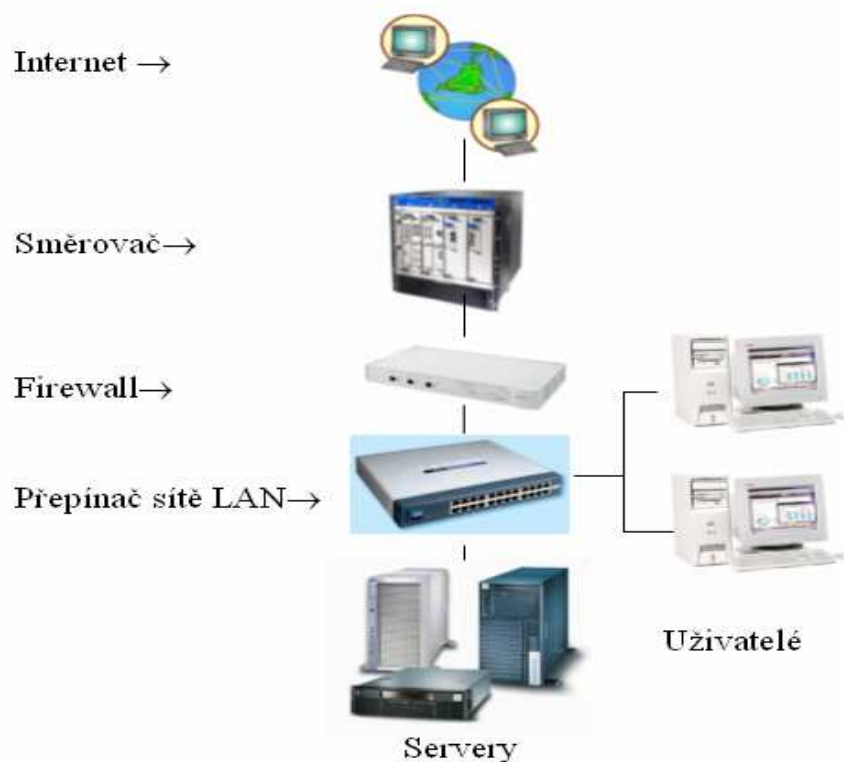 Internet →
Směrovač→
Firewall→
Přepínač sítě LAN→
Uživatelé
Servery